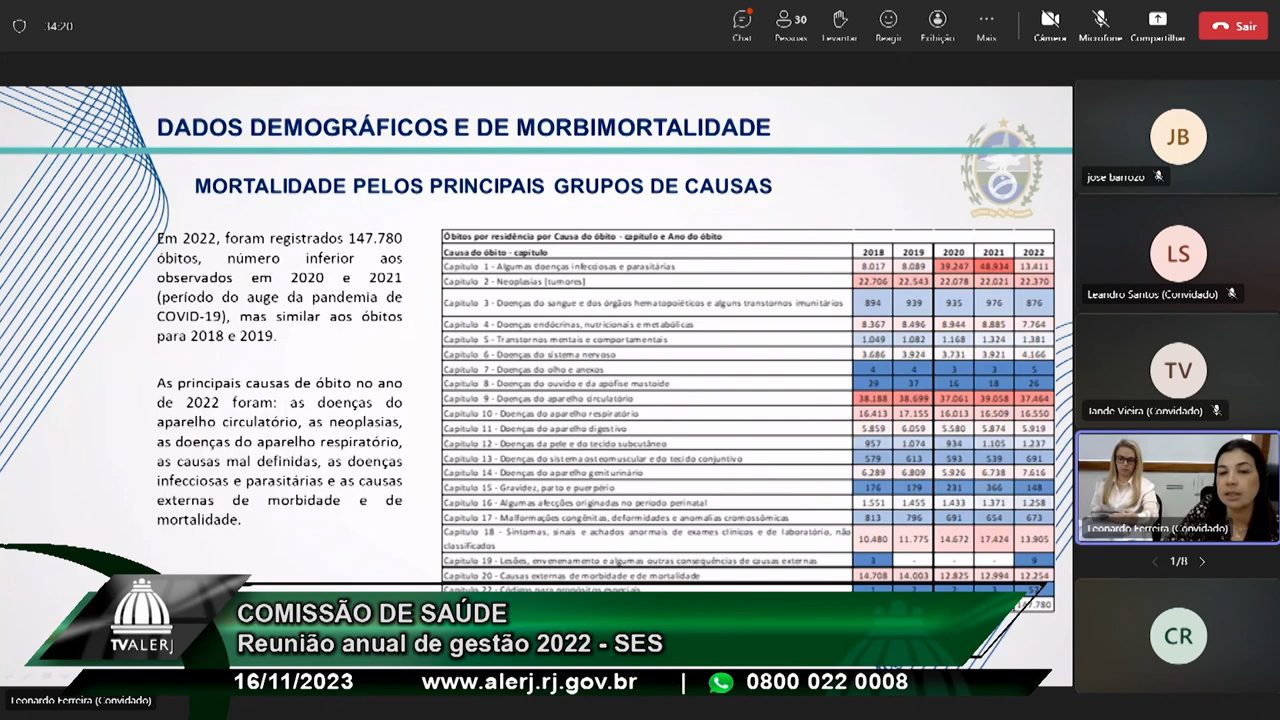 34:20
Chat
30
Pessoas
Levantar
Reagir
Exibição
Mais
Câmera
Microfone
Compartilhar
Sair
DADOS DEMOGRÁFICOS E DE MORBIMORTALIDADE
MORTALIDADE PELOS PRINCIPAIS GRUPOS DE CAUSAS
Em 2022, foram registrados 147.780
óbitos, número inferior aos
observados em 2020 e 2021
(período do auge da pandemia de
COVID-19), mas similar aos óbitos
para 2018 e 2019.
As principais causas de óbito no ano
de 2022 foram: as doenças do
aparelho circulatório, as neoplasias,
as doenças do aparelho respiratório,
as causas mal definidas, as doenças
infecciosas e parasitárias e as causas
externas de morbidade e de
mortalidade.
Óbitos por residência por Causa do óbito - capítulo e Ano do óbito
Causa do óbito - capítulo 2018 2019 2020 2021 2022
Capítulo 1 - Algumas doenças infecciosas e parasitárias 8.017 8.089 39.247 48.934 13.411
Capítulo 2 - Neoplasias [tumores] 22.706 22.543 22.078 22.021 22.370
Capítulo 3 - Doenças do sangue e dos órgãos hematopoiéticos e alguns transtornos imunitários 894 939 935 976 876
Capítulo 4 - Doenças endócrinas, nutricionais e metabólicas 8.367 8.496 8.944 8.885 7.764
Capítulo 5 - Transtornos mentais e comportamentais 1.049 1.082 1.168 1.324 1.381
Capítulo 6 - Doenças do sistema nervoso 3.686 3.924 3.731 3.921 4.166
Capítulo 7 - Doenças do olho e anexos 4 4 3 3 5
Capítulo 8 - Doenças do ouvido e da apófise mastoide 29 37 16 18 26
Capítulo 9 - Doenças do aparelho circulatório 38.188 38.699 37.061 39.058 37.464
Capítulo 10 - Doenças do aparelho respiratório 16.413 17.155 16.013 16.509 16.550
Capítulo 11 - Doenças do aparelho digestivo 5.859 6.059 5.580 5.874 5.919
Capítulo 12 - Doenças da pele e do tecido subcutâneo 957 1.074 934 1.105 1.237
Capítulo 13 - Doenças do sistema osteomuscular e do tecido conjuntivo 579 613 593 539 691
Capítulo 14 - Doenças do aparelho geniturinário 6.289 6.809 5.926 6.738 7.616
Capítulo 15 - Gravidez, parto e puerpério 176 179 231 366 148
Capítulo 16 - Algumas afecções originadas no período perinatal 1.551 1.455 1.433 1.371 1.258
Capítulo 17 - Malformações congênitas, deformidades e anomalias cromossômicas 813 796 691 654 673
Capítulo 18 - Sintomas, sinais e achados anormais de exames clínicos e de laboratório, não
classificados 10.480 11.775 14.672 17.424 13.905
Capítulo 19 - Lesões, envenenamento e algumas outras consequências de causas externas 3 - - - 9
Capítulo 20 - Causas externas de morbidade e de mortalidade 14.708 14.003 12.825 12.994 12.254
Capítulo 22 - Códigos para propósitos especiais
147.780
jose barrozo
JB
Leandro Santos (Convidado)
LS
Tande Vieira (Convidado)
TV
Leonardo Ferreira (Convidado)
1/8
CR
TVALERJ
COMISSÃO DE SAÚDE
Reunião anual de gestão 2022 - SES
16/11/2023 www.alerj.rj.gov.br | 0800 022 0008
Leonardo Ferreira (Convidado)